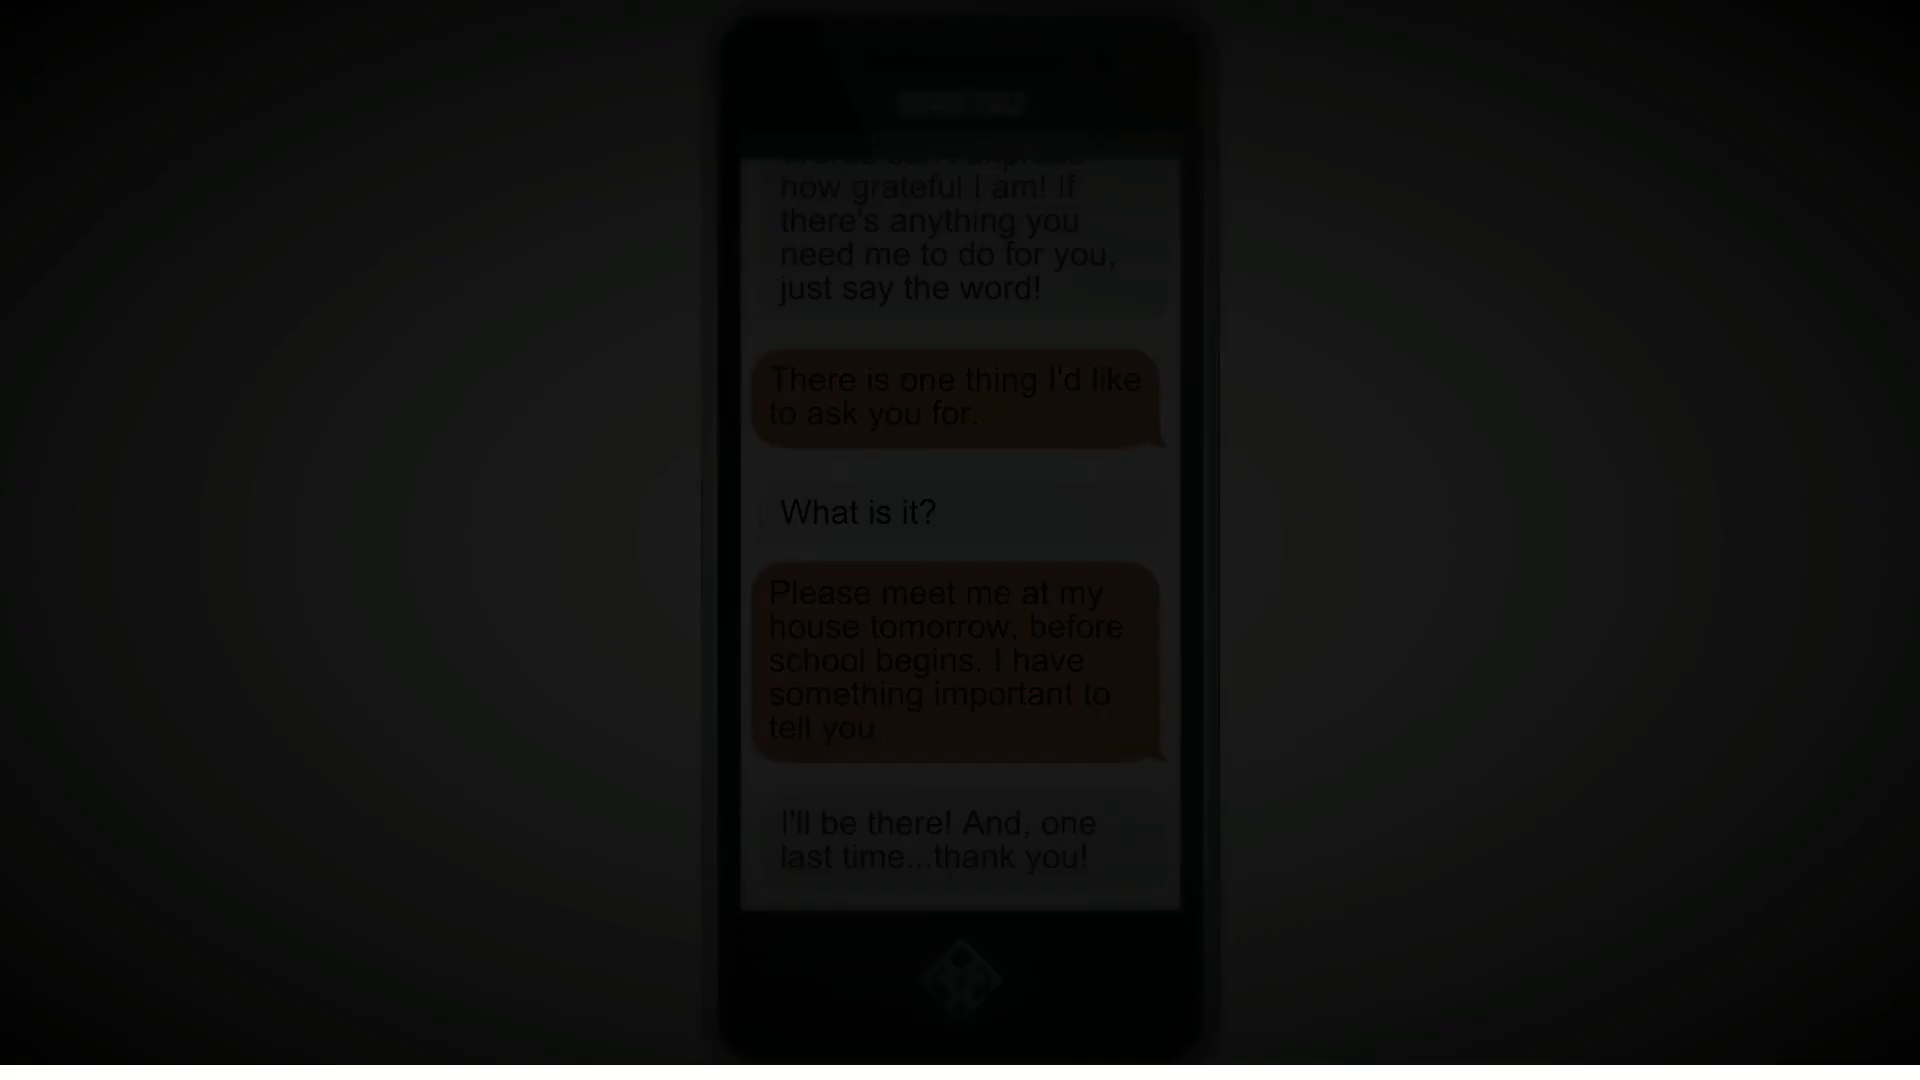 how grateful I am! If
there's anything you
need me to do for you,
just say the word!
There is one thing I'd like
to ask you for.
What is it?
Please meet me at my
house tomorrow, before
school begins. I have
something important to
tell you.
I'll be there! And, one
last time...thank you!